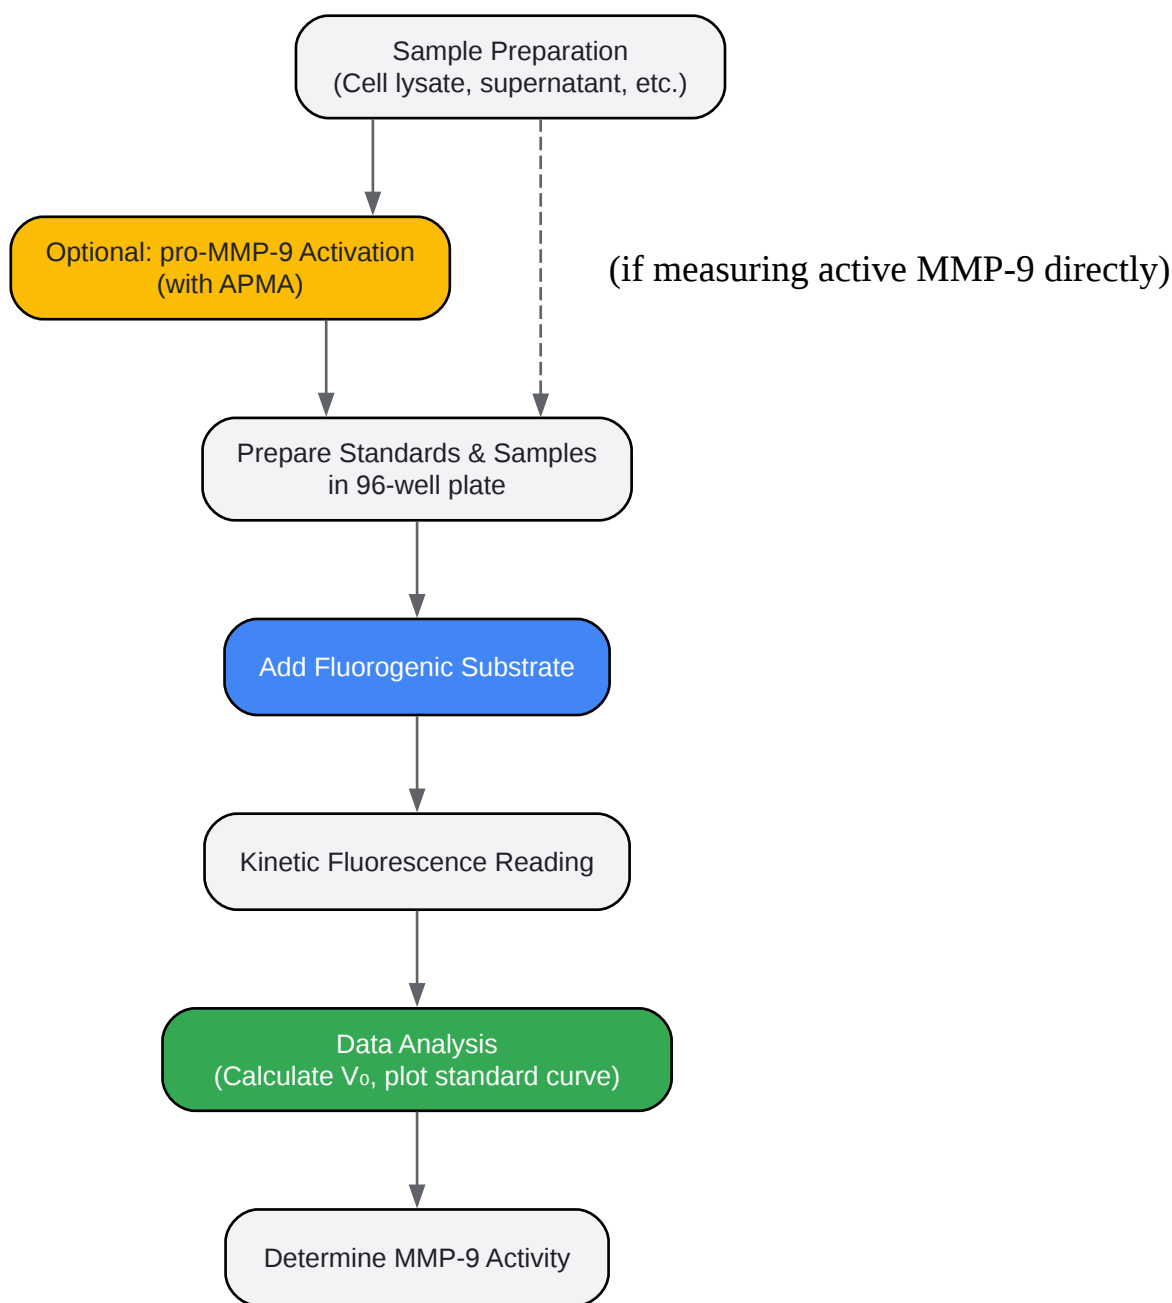 Sample Preparation
(Cell lysate, supernatant, etc.)
Optional: pro-MMP-9 Activation
(with APMA)
(if measuring active MMP-9 directly)
Prepare Standards & Samples
in 96-well plate
Add Fluorogenic Substrate
Kinetic Fluorescence Reading
Data Analysis
(Calculate V₀, plot standard curve)
Determine MMP-9 Activity